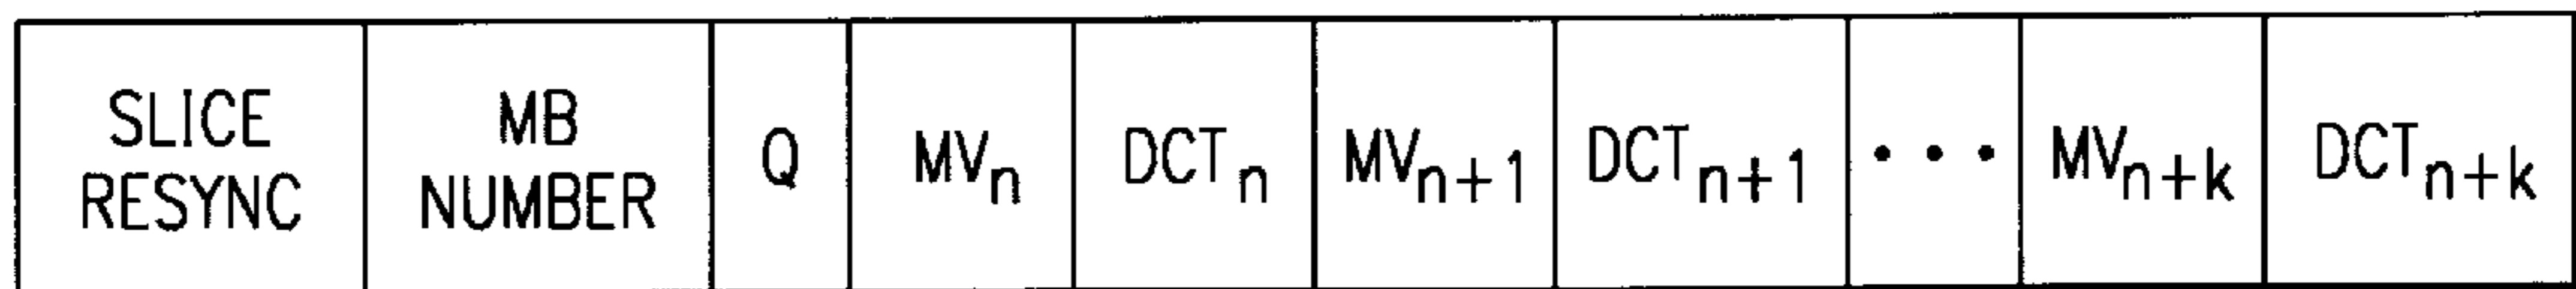 SLICE RESYNC
MB NUMBER
Q
MVₙ
DCTₙ
MVₙ₊₁
DCTₙ₊₁
• • •
MVₙ₊ₖ
DCTₙ₊ₖ